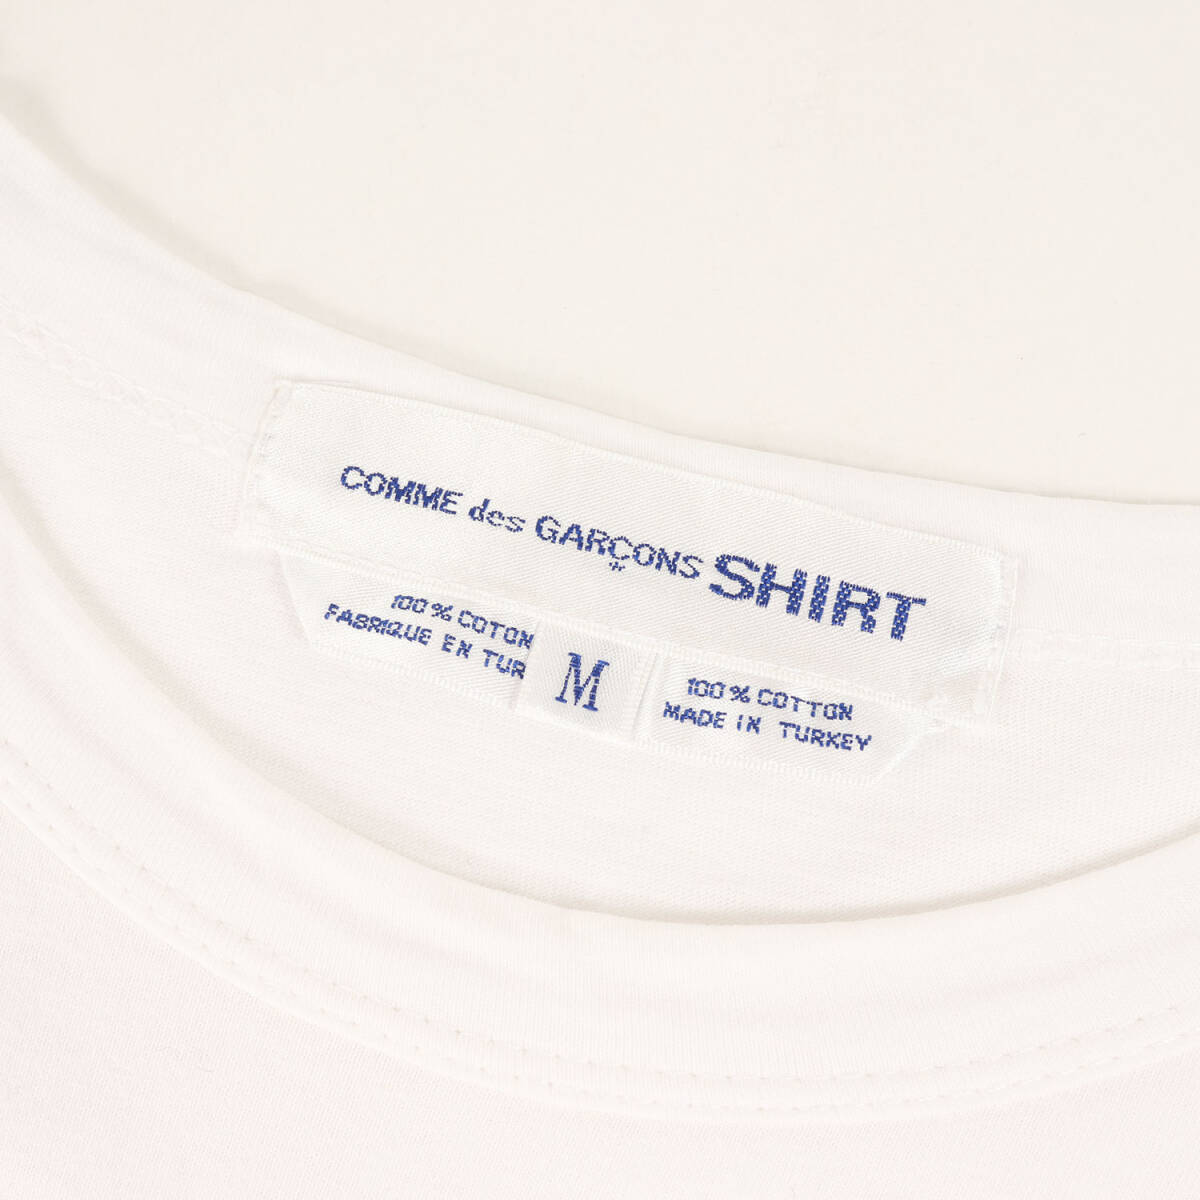 COMME des GARÇONS SHIRT
*
100% COTON
FABRIQUE EN TUR
M
100% COTTON
MADE IN TURKEY